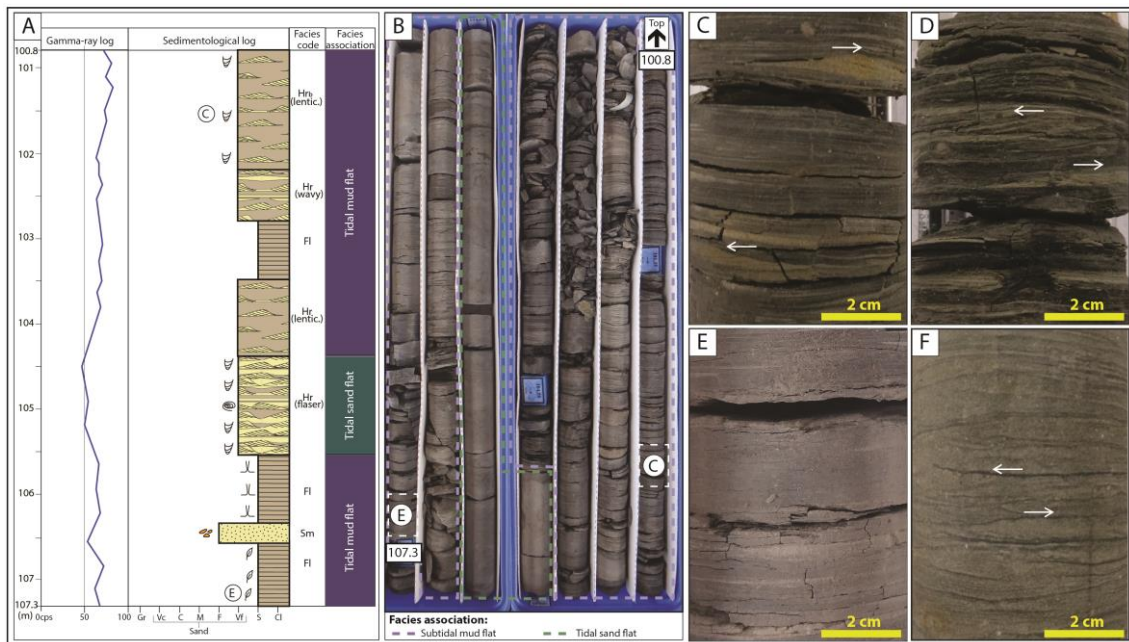 A
Gamma-ray log
Sedimentological log
Facies
code
Facies
association
100.8
101
102
103
104
105
106
107
107.3
(m)
0cps
50
100
Gr
Vc
C
M
F
Vf
S
Cl
Sand
C
E
(lentic.)
Hr
(wavy)
Fl
Hr
(lentic.)
Hr
(flaser)
Fl
Sm
Fl
Tidal mud flat
Tidal sand flat
Tidal mud flat
B
Top
100.8
C
E
107.3
Facies association:
Subtidal mud flat
Tidal sand flat
C
2 cm
D
2 cm
E
2 cm
F
2 cm